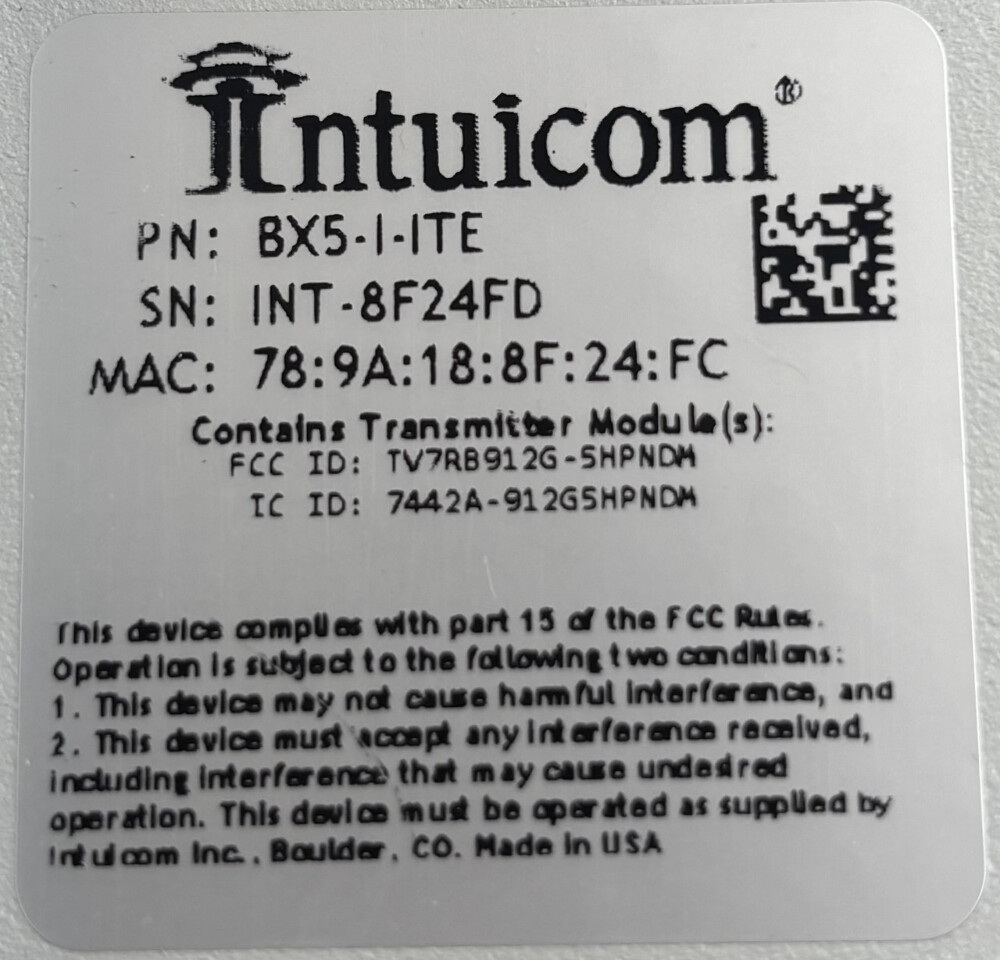 Intuicom®
PN: BX5-I-ITE
SN: INT-8F24FD
MAC: 78:9A:18:8F:24:FC
Contains Transmitter Module(s):
FCC ID: TV7RB912G-5HPNDM
IC ID: 7442A-912G5HPNDM
This device complies with part 15 of the FCC Rules.
Operation is subject to the following two conditions:
1. This device may not cause harmful interference, and
2. This device must accept any interference received,
including interference that may cause undesired
operation. This device must be operated as supplied by
Intuicom Inc., Boulder, CO. Made in USA